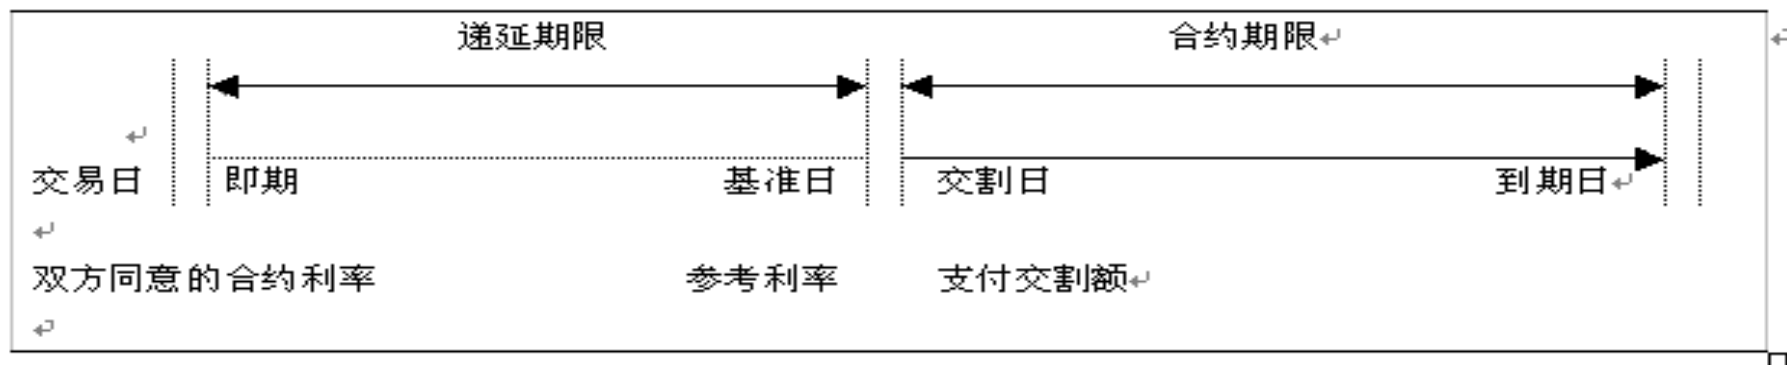 递延期限 合约期限
交易日 即期 基准日 交割日 到期日
双方同意的合约利率 参考利率 支付交割额